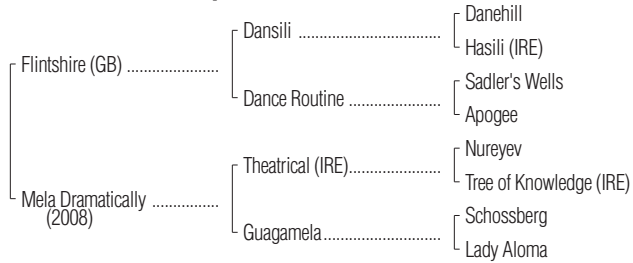 Danehill
Dansili ..............................
Hasili (IRE)
Flintshire (GB) ...................
Sadler's Wells
Dance Routine ....................
Apogee
Nureyev
Theatrical (IRE)...................
Tree of Knowledge (IRE)
Mela Dramatically ..............
(2008)
Schossberg
Guagamela.........................
Lady Aloma